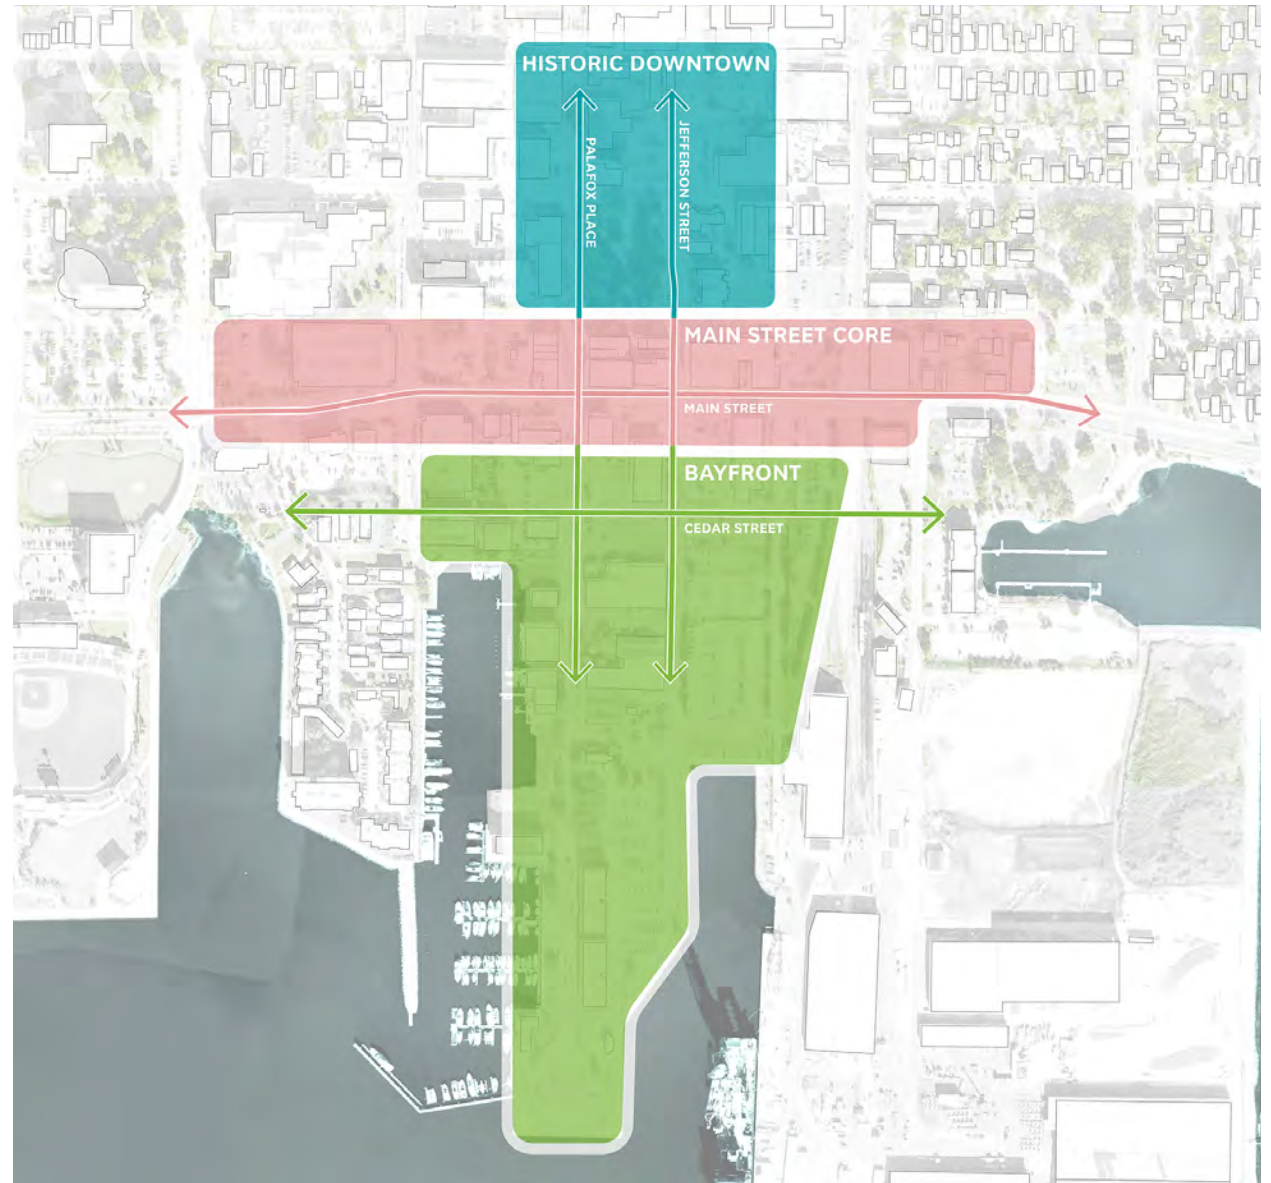 HISTORIC DOWNTOWN
PALAFOX PLACE
JEFFERSON STREET
MAIN STREET CORE
MAIN STREET
BAYFRONT
CEDAR STREET